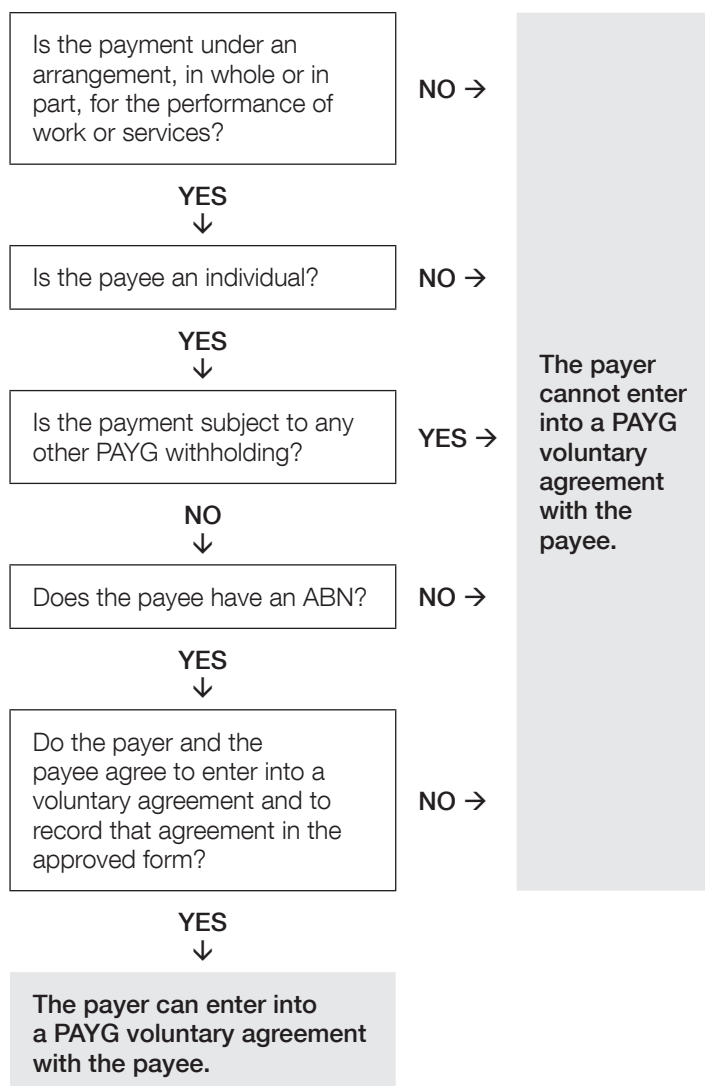 Is the payment under an
arrangement, in whole or in
part, for the performance of
work or services?
NO →
YES
↓
Is the payee an individual?
NO →
YES
↓
Is the payment subject to any
other PAYG withholding?
YES →
NO
↓
Does the payee have an ABN?
NO →
YES
↓
Do the payer and the
payee agree to enter into a
voluntary agreement and to
record that agreement in the
approved form?
NO →
The payer
cannot enter
into a PAYG
voluntary
agreement
with the
payee.
YES
↓
The payer can enter into
a PAYG voluntary agreement
with the payee.